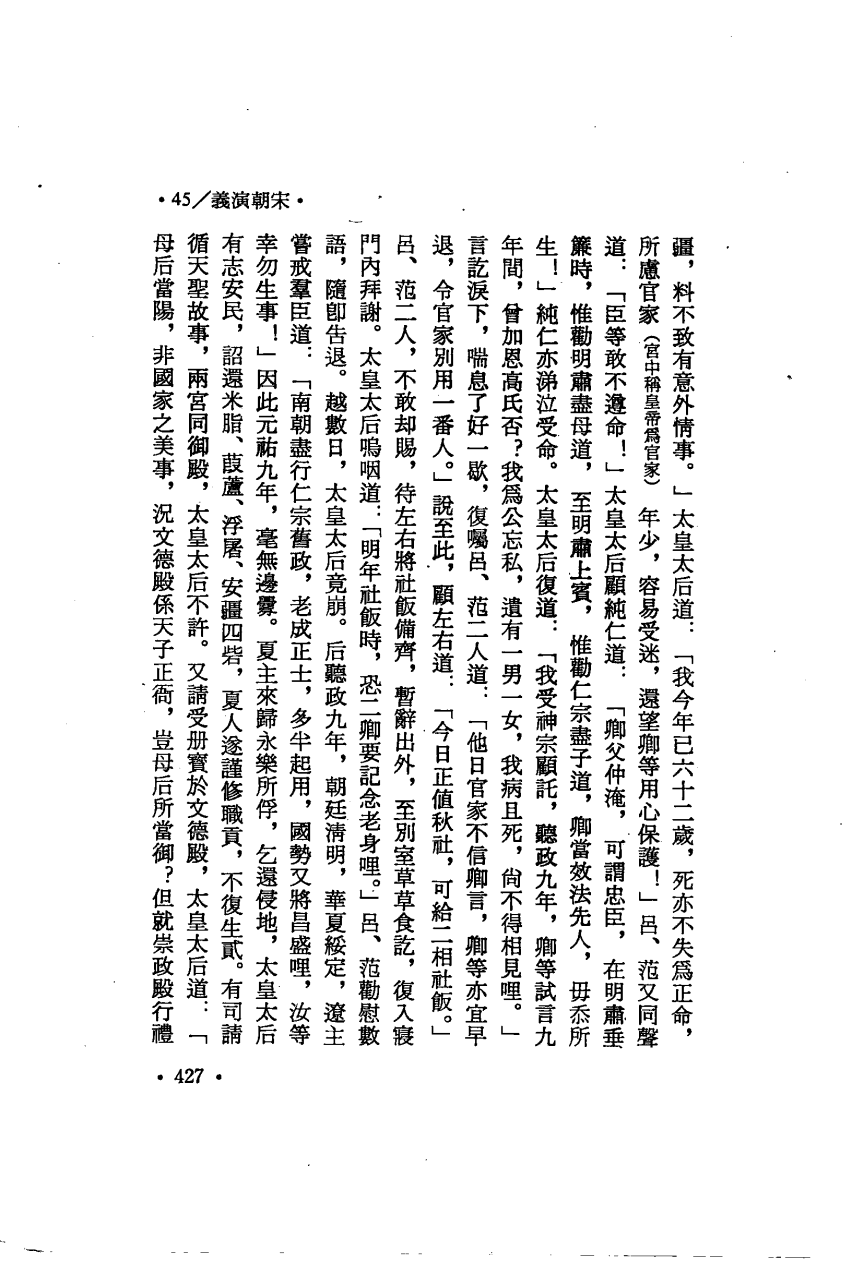 •45／義演朝宋•
疆，料不致有意外情事。」太皇太后道：「我今年已六十二歲，死亦不失爲正命，
所慮官家（宮中稱皇帝爲官家）年少，容易受迷，還望卿等用心保護！」呂、范又同聲
道：「臣等敢不遵命！」太皇太后顧純仁道：「卿父仲淹，可謂忠臣，在明肅垂
簾時，惟勸明肅盡母道，至明肅上賓，惟勸仁宗盡子道，卿當效法先人，毋忝所
生！」純仁亦涕泣受命。太皇太后復道：「我受神宗顧託，聽政九年，卿等試言九
年間，曾加恩高氏否？我爲公忘私，遺有一男一女，我病且死，尙不得相見哩。」
言訖淚下，喘息了好一歇，復囑呂、范二人道：「他日官家不信卿言，卿等亦宜早
退，令官家別用一番人。」說至此，顧左右道：「今日正値秋社，可給二相社飯。」
呂、范二人，不敢却賜，待左右將社飯備齊，暫辭出外，至別室草草食訖，復入寢
門內拜謝。太皇太后嗚咽道：「明年社飯時，恐二卿要記念老身哩。」呂、范勸慰數
語，隨卽告退。越數日，太皇太后竟崩。后聽政九年，朝廷淸明，華夏綏定，遼主
嘗戒羣臣道：「南朝盡行仁宗舊政，老成正士，多半起用，國勢又將昌盛哩，汝等
幸勿生事！」因此元祐九年，毫無邊釁。夏主來歸永樂所俘，乞還侵地，太皇太后
有志安民，詔還米脂、葭蘆、浮屠、安疆四砦，夏人遂謹修職貢，不復生貳。有司請
循天聖故事，兩宮同御殿，太皇太后不許。又請受册寶於文德殿，太皇太后道：「
母后當陽，非國家之美事，況文德殿係天子正衙，豈母后所當御？但就崇政殿行禮
•427•